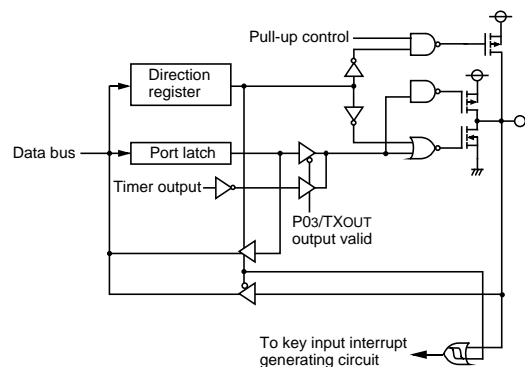 Pull-up control
Direction
register
Data bus
Port latch
Timer output
P03/TXOUT
output valid
To key input interrupt
generating circuit